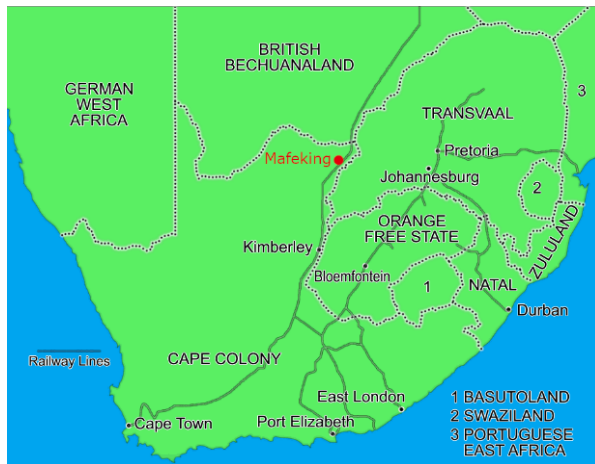 BRITISH
BECHUANALAND
GERMAN
WEST
AFRICA
3
TRANSVAAL
Mafeking
Pretoria
Johannesburg
2
ORANGE
FREE STATE
ZULULAND
Kimberley
Bloemfontein
1
NATAL
Durban
Railway Lines
CAPE COLONY
East London
Cape Town
Port Elizabeth
1 BASUTOLAND
2 SWAZILAND
3 PORTUGUESE
EAST AFRICA